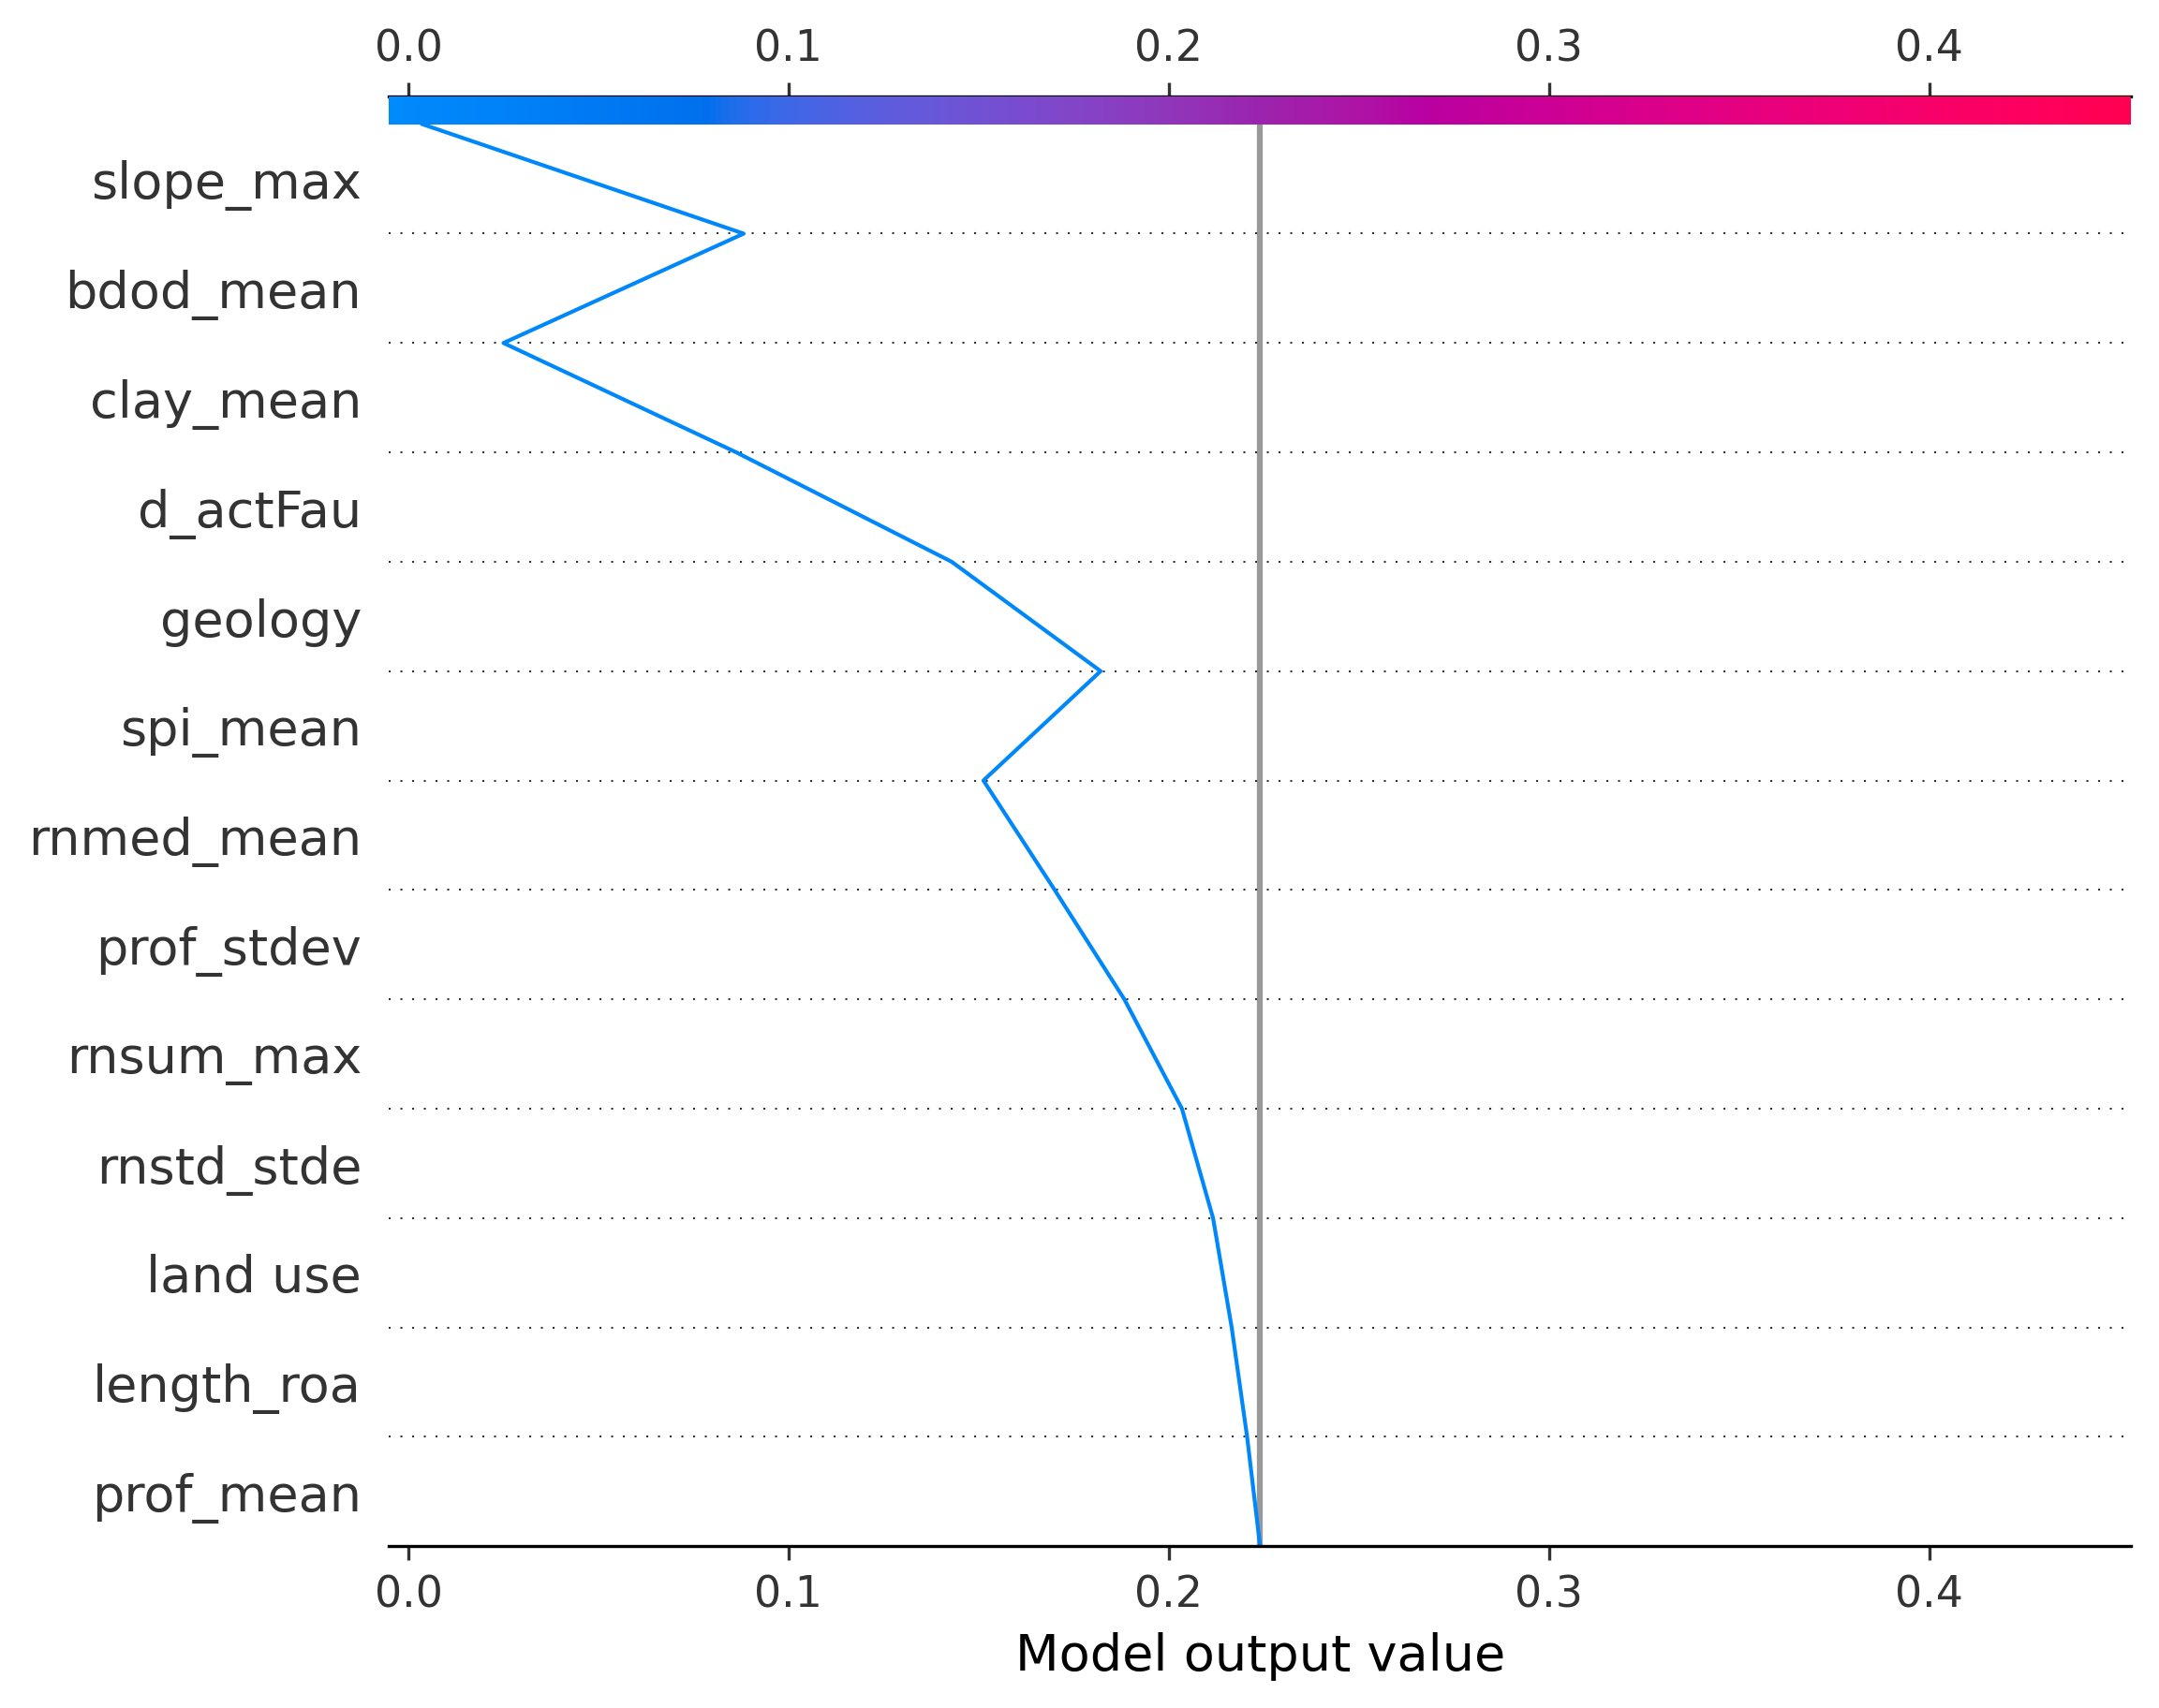 0.0 0.1 0.2 0.3 0.4
slope_max
bdod_mean
clay_mean
d_actFau
geology
spi_mean
rnmed_mean
prof_stdev
rnsum_max
rnstd_stde
land use
length_roa
prof_mean
0.0 0.1 0.2 0.3 0.4
Model output value